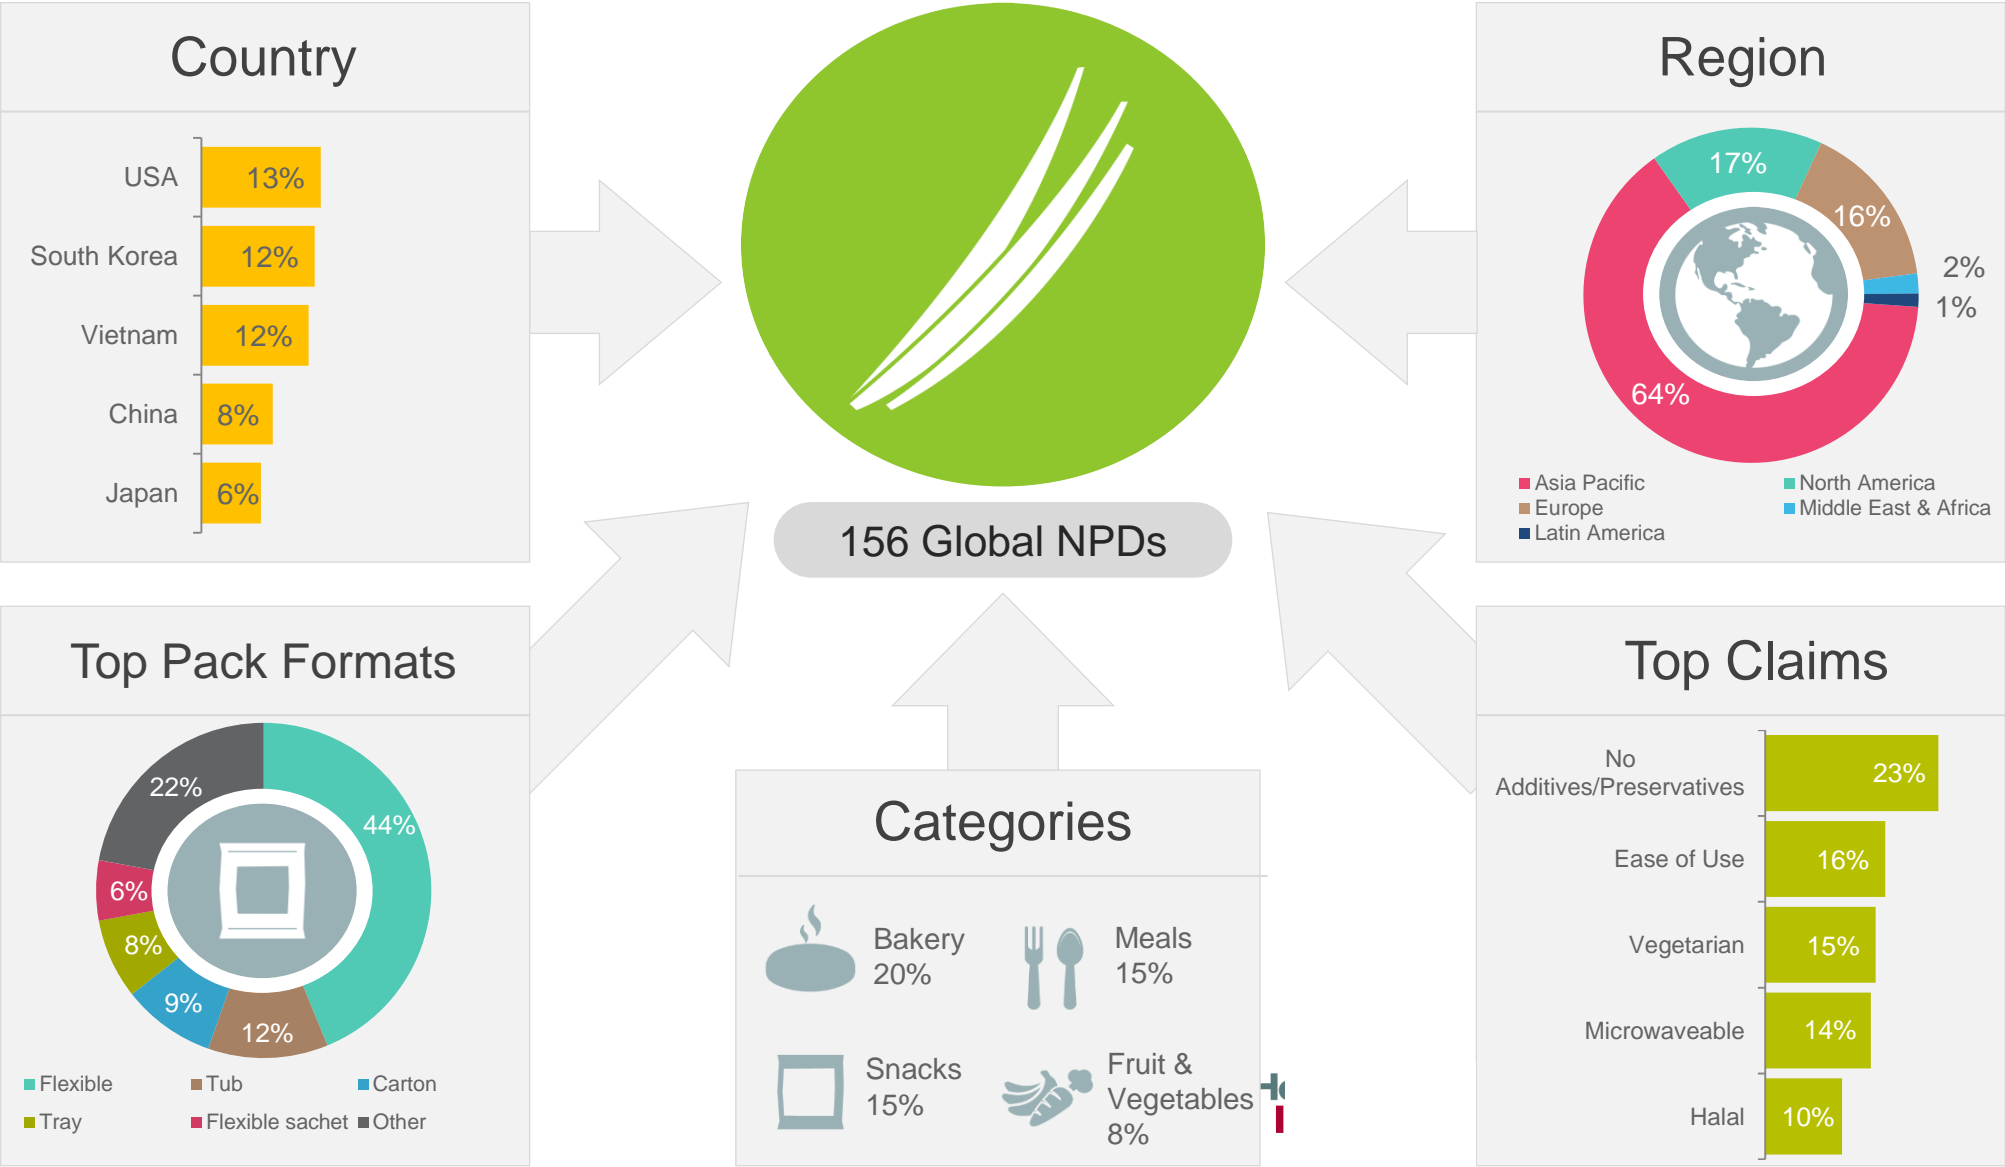 Country
USA
13%
South Korea
12%
Vietnam
12%
China
8%
Japan
6%
156 Global NPDs
Region
17%
16%
2%
1%
64%
Asia Pacific
North America
Europe
Middle East & Africa
Latin America
Top Pack Formats
22%
44%
6%
8%
9%
12%
Flexible
Tub
Carton
Tray
Flexible sachet
Other
Categories
Bakery
20%
Meals
15%
Snacks
15%
Fruit &
Vegetables
8%
Top Claims
No
Additives/Preservatives
23%
Ease of Use
16%
Vegetarian
15%
Microwaveable
14%
Halal
10%